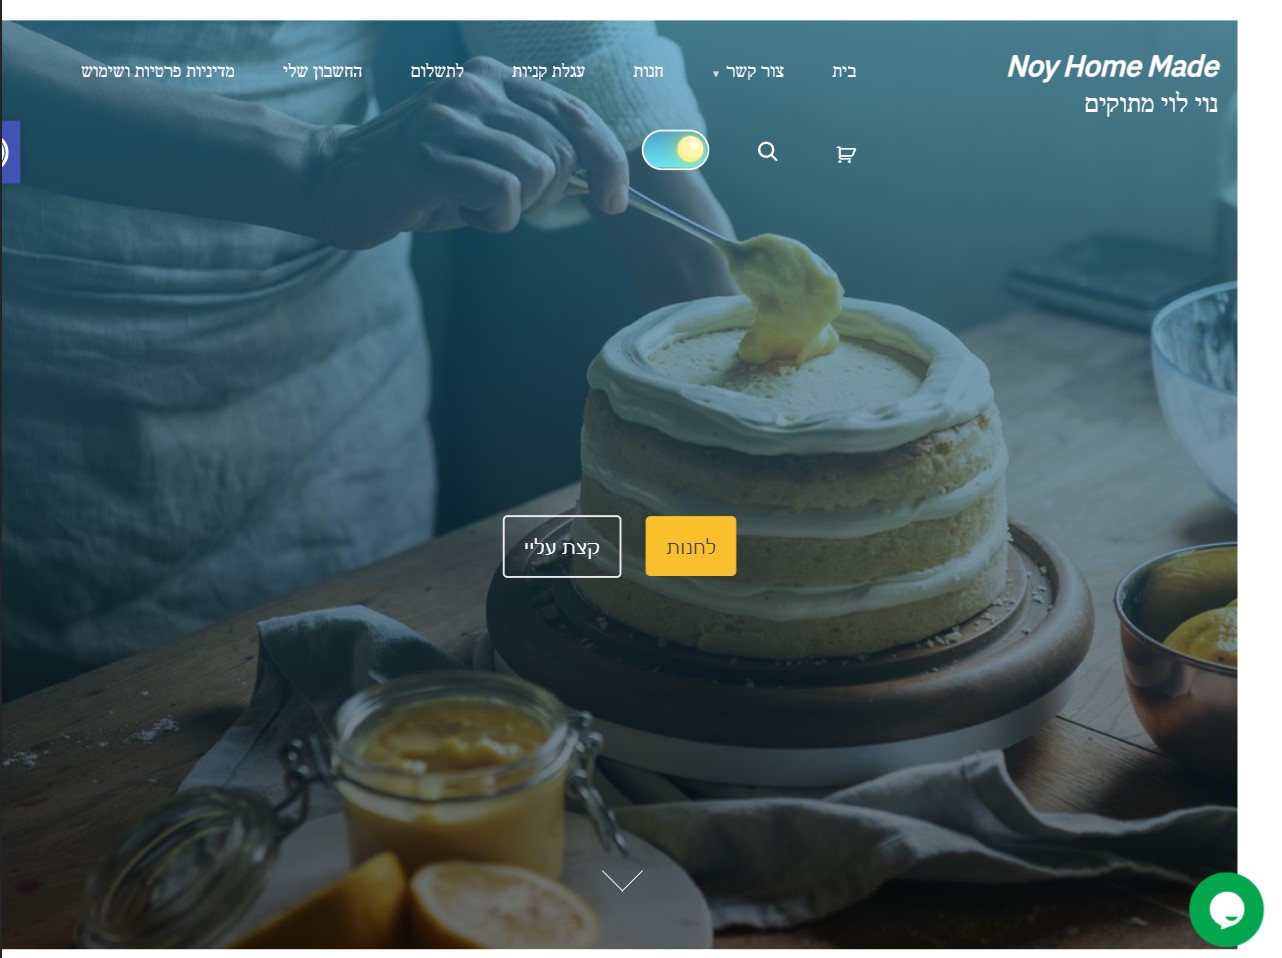 Noy Home Made
נוי לוי מתוקים
בית
צור קשר
חנות
עגלת קניות
לתשלום
החשבון שלי
מדיניות פרטיות ושימוש
לחנות
קצת עליי